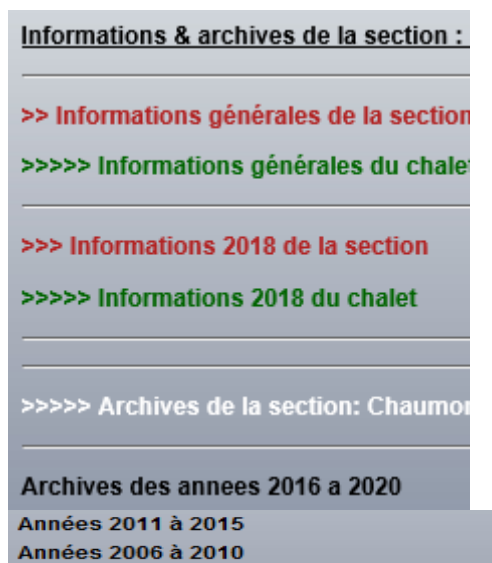 Informations & archives de la section :
>> Informations générales de la section
>>>>> Informations générales du
>>> Informations 2018 de la section
>>>>> Informations 2018 du chalet
>>>>> Archives de la section:
Archives des annees 2016 a 2020
Années 2011 à 2015
Années 2006 à 2010